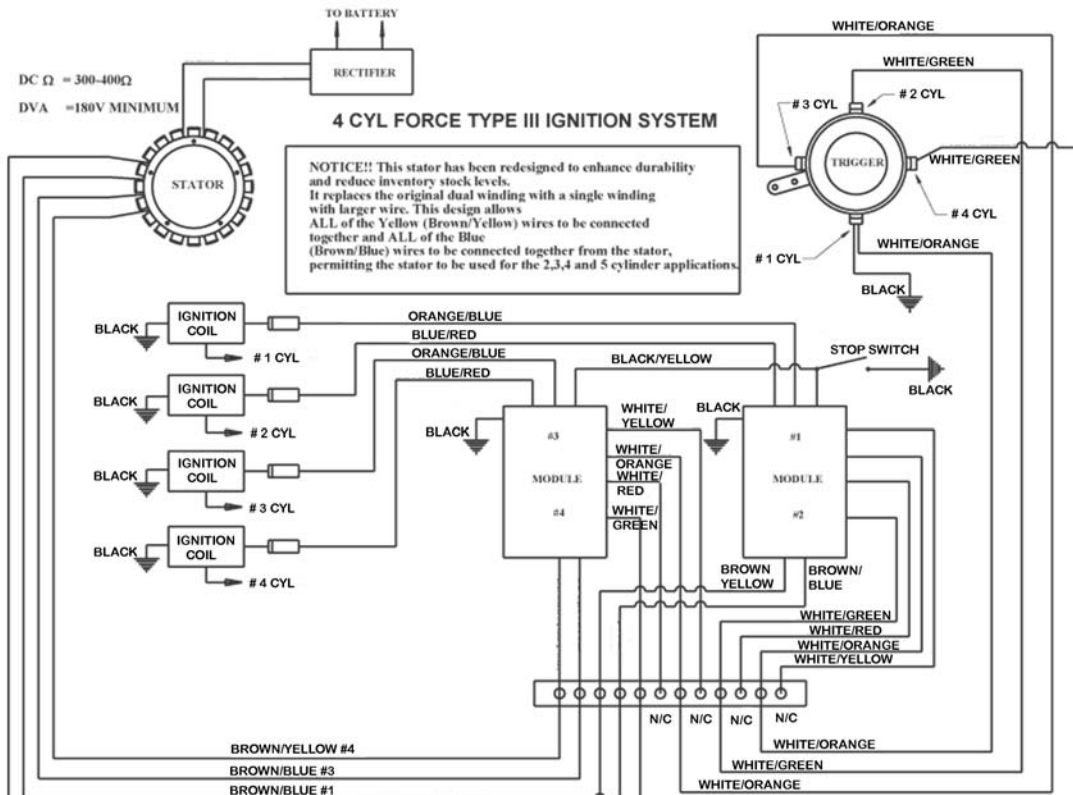 TO BATTERY
RECTIFIER
DC Ω = 300-400Ω
DVA =180V MINIMUM
STATOR
4 CYL FORCE TYPE III IGNITION SYSTEM
NOTICE!! This stator has been redesigned to enhance durability
and reduce inventory stock levels.
It replaces the original dual winding with a single winding
with larger wire. This design allows
ALL of the Yellow (Brown/Yellow) wires to be connected
together and ALL of the Blue
(Brown/Blue) wires to be connected together from the stator,
permitting the stator to be used for the 2,3,4 and 5 cylinder applications.
WHITE/ORANGE
WHITE/GREEN
# 2 CYL
# 3 CYL
TRIGGER
WHITE/GREEN
# 4 CYL
WHITE/ORANGE
# 1 CYL
BLACK
BLACK
IGNITION
COIL
# 1 CYL
BLACK
IGNITION
COIL
# 2 CYL
BLACK
IGNITION
COIL
# 3 CYL
BLACK
IGNITION
COIL
# 4 CYL
ORANGE/BLUE
BLUE/RED
ORANGE/BLUE
BLUE/RED
BLACK/YELLOW
STOP SWITCH
BLACK
BLACK
#3
MODULE
#4
WHITE/
YELLOW
WHITE/
ORANGE
WHITE/
RED
WHITE/
GREEN
BLACK
#1
MODULE
#2
BROWN
YELLOW
BROWN/
BLUE
WHITE/GREEN
WHITE/RED
WHITE/ORANGE
WHITE/YELLOW
N/C
N/C
N/C
N/C
BROWN/YELLOW #4
BROWN/BLUE #3
BROWN/BLUE #1
WHITE/ORANGE
WHITE/GREEN
WHITE/ORANGE